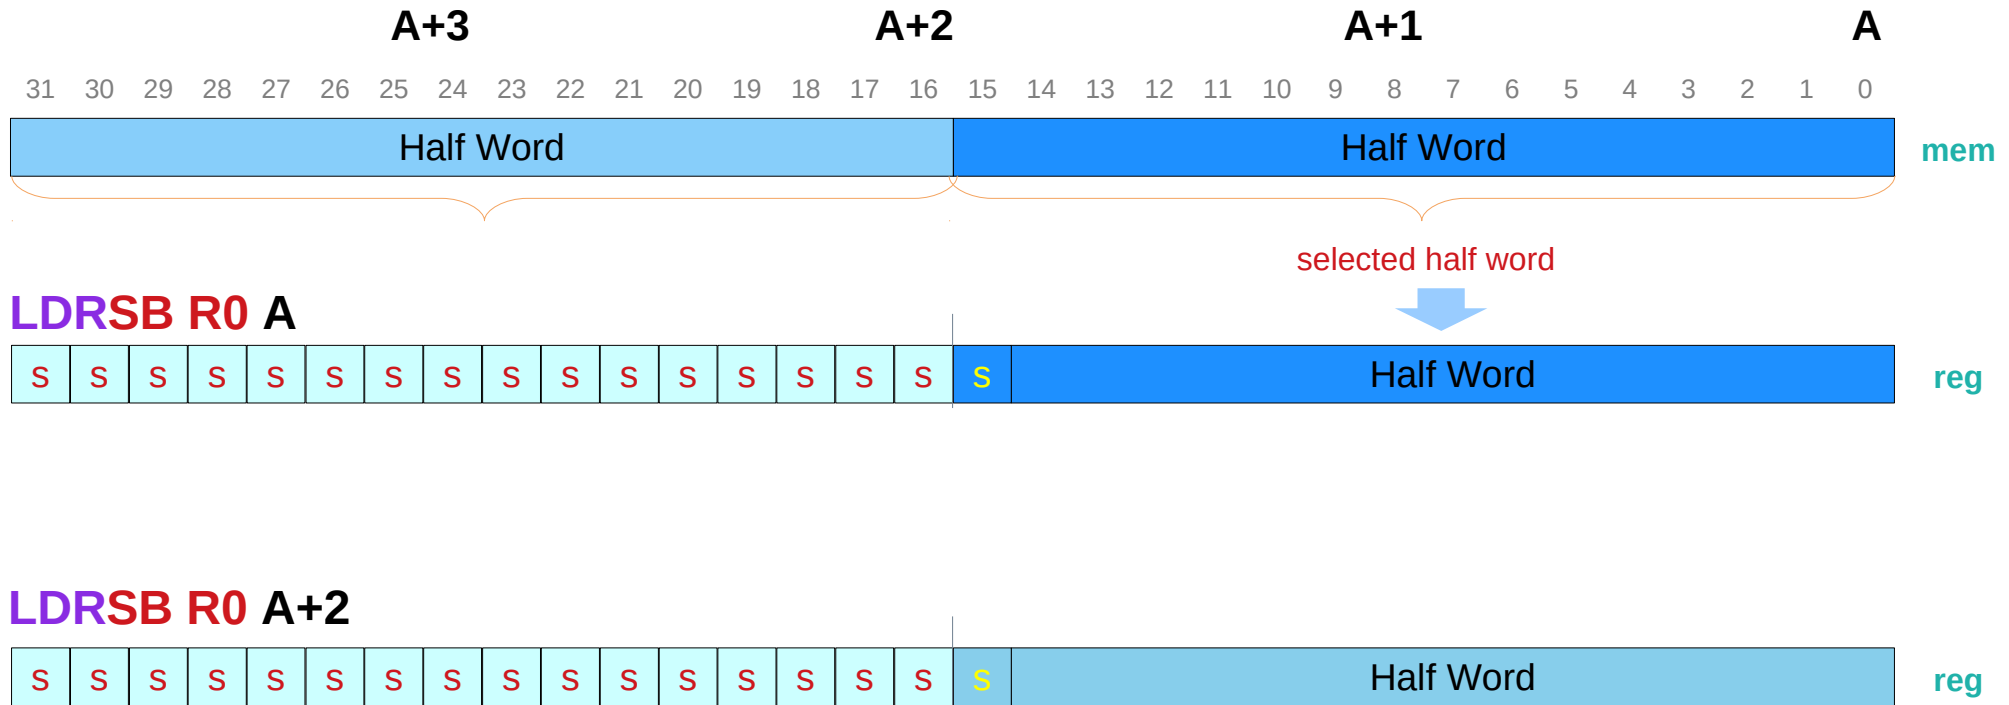 A+3 A+2 A+1 A
31 30 29 28 27 26 25 24 23 22 21 20 19 18 17 16 15 14 13 12 11 10 9 8 7 6 5 4 3 2 1 0
Half Word Half Word mem
selected half word
LDRSB R0 A
s s s s s s s s s s s s s s s s s Half Word reg
LDRSB R0 A+2
s s s s s s s s s s s s s s s s s Half Word reg